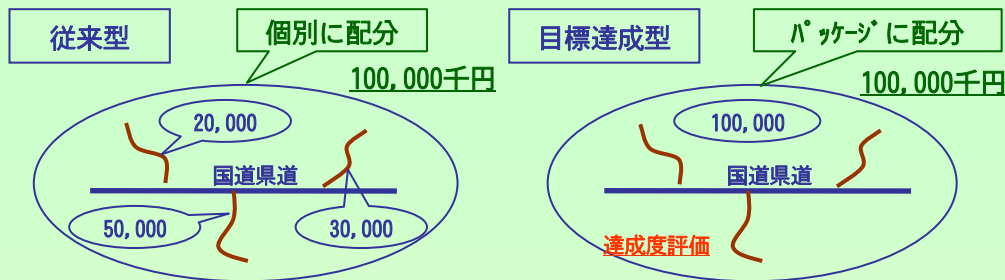 従来型
個別に配分
100,000千円
20,000
国道県道
50,000
30,000
目標達成型
ﾊﾟｯｹｰｼﾞに配分
100,000千円
100,000
国道県道
達成度評価